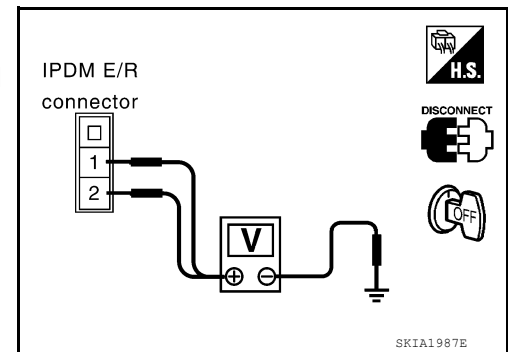 IPDM E/R
connector
1
2
V
+ −
H.S.
DISCONNECT
OFF
SKIA1987E